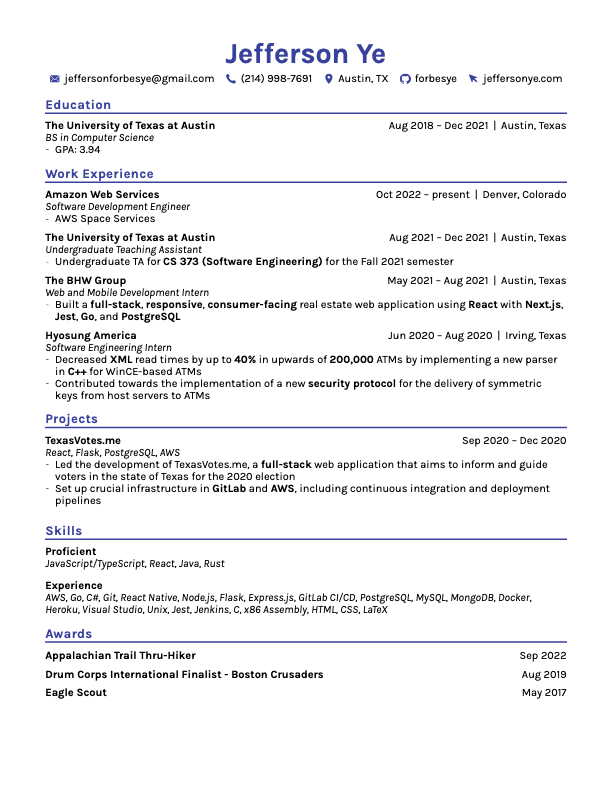 Jefferson Ye
jeffersonforbesye@gmail.com (214) 998-7691 Austin, TX forbesye jeffersonye.com
Education
The University of Texas at Austin Aug 2018 – Dec 2021 | Austin, Texas
BS in Computer Science
- GPA: 3.94
Work Experience
Amazon Web Services Oct 2022 – present | Denver, Colorado
Software Development Engineer
- AWS Space Services
The University of Texas at Austin Aug 2021 – Dec 2021 | Austin, Texas
Undergraduate Teaching Assistant
- Undergraduate TA for CS 373 (Software Engineering) for the Fall 2021 semester
The BHW Group May 2021 – Aug 2021 | Austin, Texas
Web and Mobile Development Intern
- Built a full-stack, responsive, consumer-facing real estate web application using React with Next.js,
Jest, Go, and PostgreSQL
Hyosung America Jun 2020 – Aug 2020 | Irving, Texas
Software Engineering Intern
- Decreased XML read times by up to 40% in upwards of 200,000 ATMs by implementing a new parser
in C++ for WinCE-based ATMs
- Contributed towards the implementation of a new security protocol for the delivery of symmetric
keys from host servers to ATMs
Projects
TexasVotes.me Sep 2020 – Dec 2020
React, Flask, PostgreSQL, AWS
- Led the development of TexasVotes.me, a full-stack web application that aims to inform and guide
voters in the state of Texas for the 2020 election
- Set up crucial infrastructure in GitLab and AWS, including continuous integration and deployment
pipelines
Skills
Proficient
JavaScript/TypeScript, React, Java, Rust
Experience
AWS, Go, C#, Git, React Native, Node.js, Flask, Express.js, GitLab CI/CD, PostgreSQL, MySQL, MongoDB, Docker,
Heroku, Visual Studio, Unix, Jest, Jenkins, C, x86 Assembly, HTML, CSS, LaTeX
Awards
Appalachian Trail Thru-Hiker Sep 2022
Drum Corps International Finalist - Boston Crusaders Aug 2019
Eagle Scout May 2017